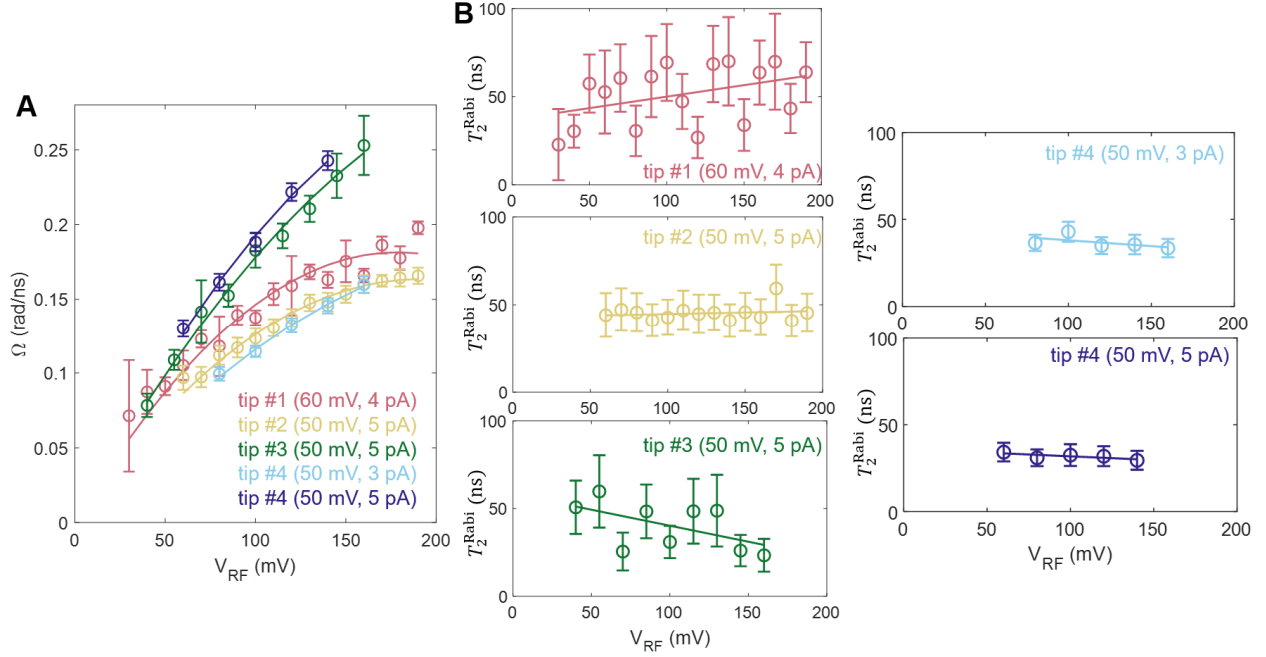 A
Ω (rad/ns)
0.25
0.2
0.15
0.1
0.05
0
tip #1 (60 mV, 4 pA)
tip #2 (50 mV, 5 pA)
tip #3 (50 mV, 5 pA)
tip #4 (50 mV, 3 pA)
tip #4 (50 mV, 5 pA)
0 50 100 150 200
V_RF (mV)
B
T_2^Rabi (ns)
100
50
0
tip #1 (60 mV, 4 pA)
0 50 100 150 200
T_2^Rabi (ns)
100
50
0
tip #2 (50 mV, 5 pA)
0 50 100 150 200
T_2^Rabi (ns)
100
50
0
tip #3 (50 mV, 5 pA)
0 50 100 150 200
V_RF (mV)
T_2^Rabi (ns)
100
50
0
tip #4 (50 mV, 3 pA)
0 50 100 150 200
T_2^Rabi (ns)
100
50
0
tip #4 (50 mV, 5 pA)
0 50 100 150 200
V_RF (mV)